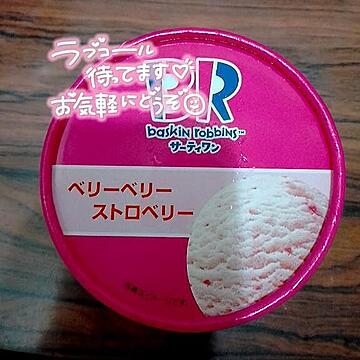 ラブコール
待ってます♡
お気軽にどうぞ
BR
baskin robbins™
サーティワン
ベリーベリー
ストロベリー